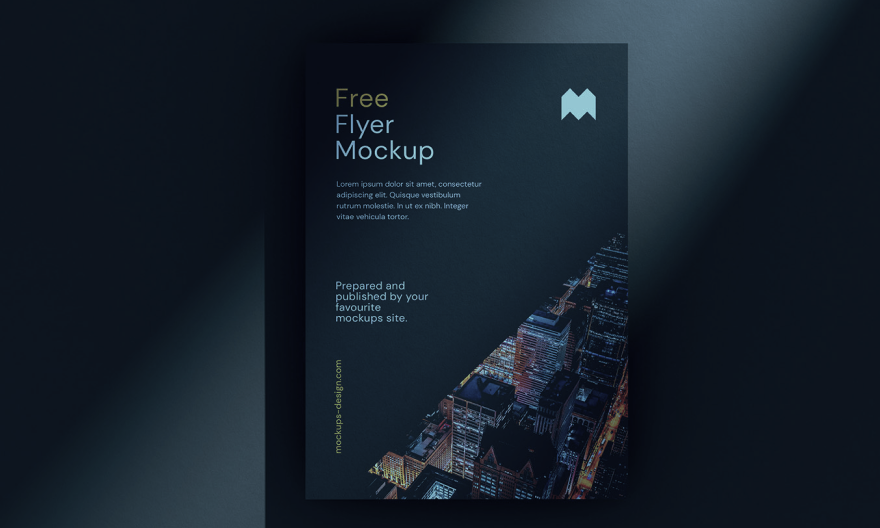 Free
Flyer
Mockup
Lorem ipsum dolor sit amet, consectetur
adipiscing elit. Quisque vestibulum
rutrum molestie. In ut ex nibh. Integer
vitae vehicula tortor.
Prepared and
published by your
favourite
mockups site.
mockups-design.com